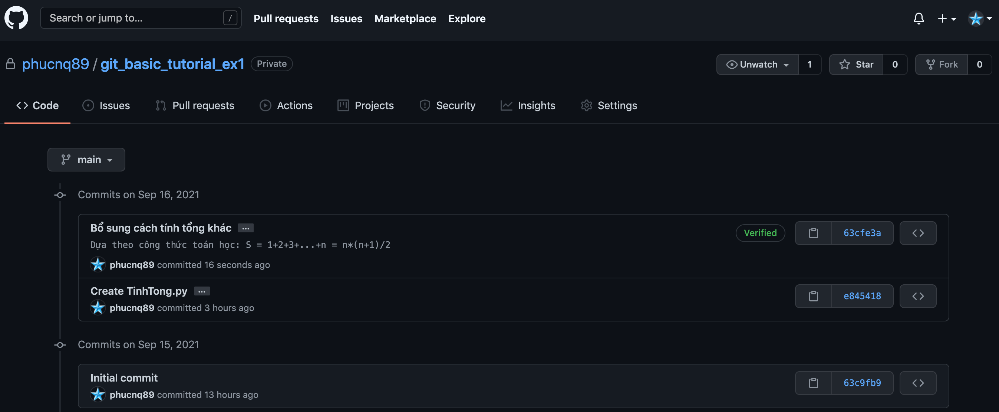 Search or jump to... / Pull requests Issues Marketplace Explore
phucnq89 / git_basic_tutorial_ex1 Private Unwatch 1 Star 0 Fork 0
Code Issues Pull requests Actions Projects Security Insights Settings
main
Commits on Sep 16, 2021
Bổ sung cách tính tổng khác ... Verified 63cfe3a
Dựa theo công thức toán học: S = 1+2+3+...+n = n*(n+1)/2
phucnq89 committed 16 seconds ago
Create TinhTong.py ... e845418
phucnq89 committed 3 hours ago
Commits on Sep 15, 2021
Initial commit 63c9fb9
phucnq89 committed 13 hours ago